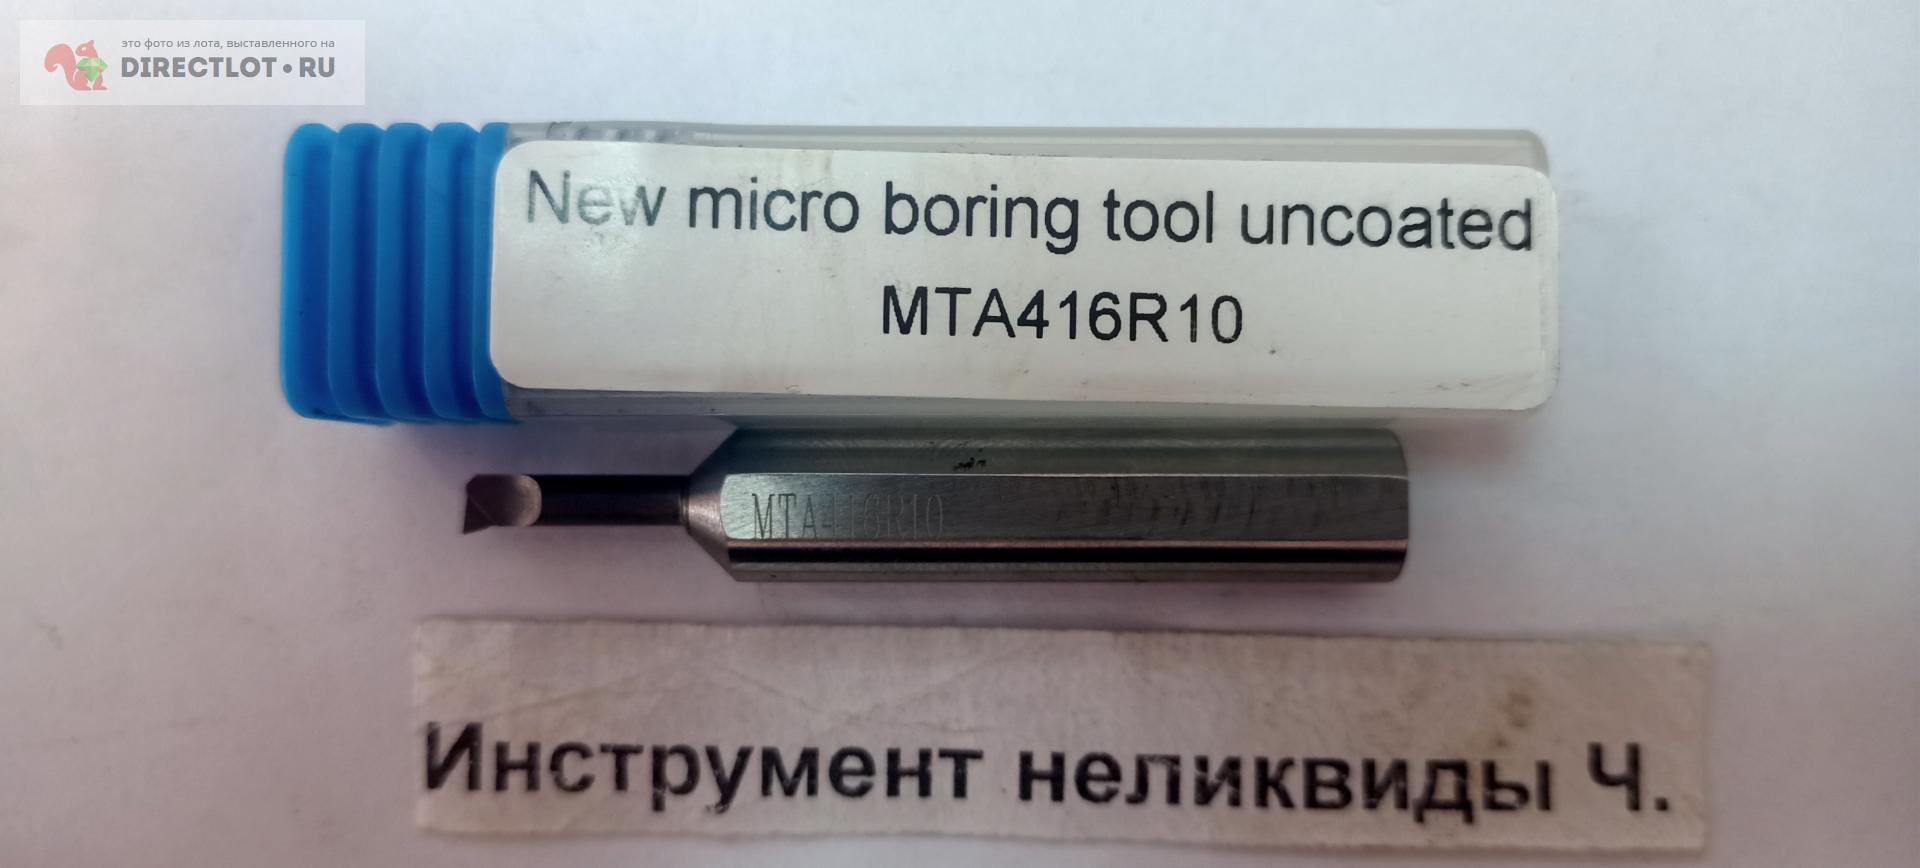 это фото из лота, выставленного на
DIRECTLOT•RU
New micro boring tool uncoated
MTA416R10
MTA416R10
Инструмент неликвиды Ч.